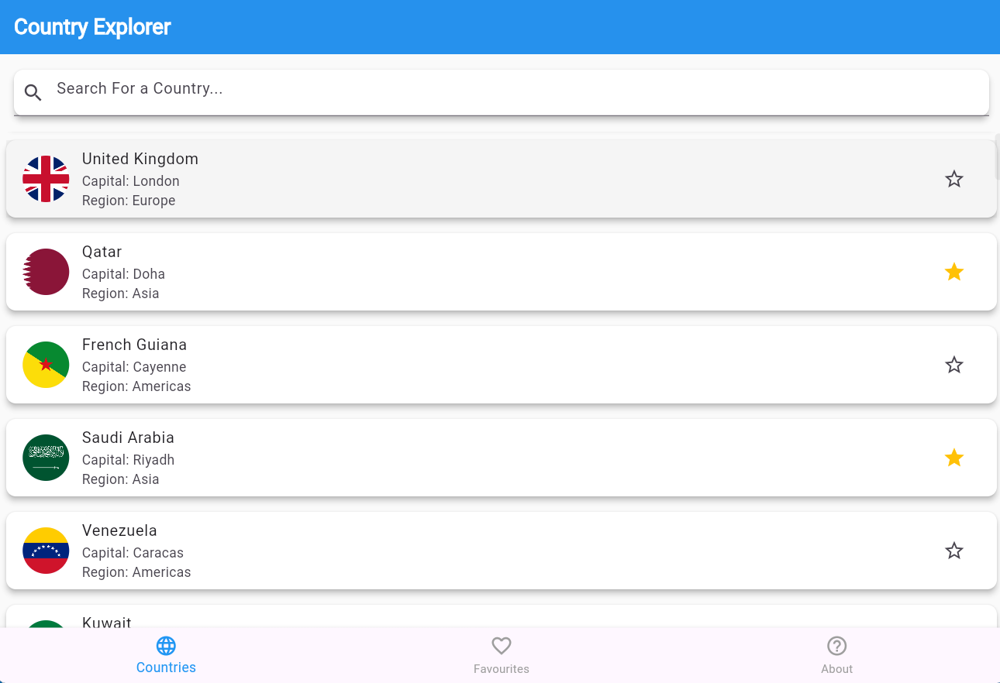 Country Explorer
Search For a Country...
United Kingdom
Capital: London
Region: Europe
Qatar
Capital: Doha
Region: Asia
French Guiana
Capital: Cayenne
Region: Americas
Saudi Arabia
Capital: Riyadh
Region: Asia
Venezuela
Capital: Caracas
Region: Americas
Kuwait
Countries
Favourites
About